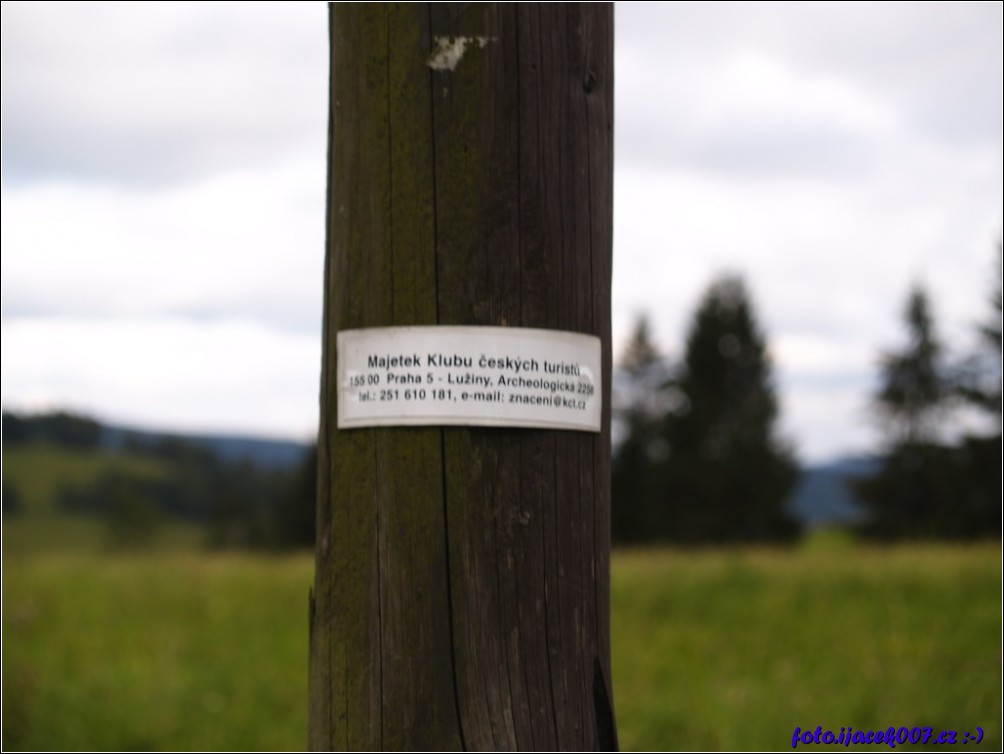 Majetek Klubu českých turistů
155 00 Praha 5 - Lužiny, Archeologická 2256
tel.: 251 610 181, e-mail: znaceni@kct.cz
foto.ijacek007.cz :-)